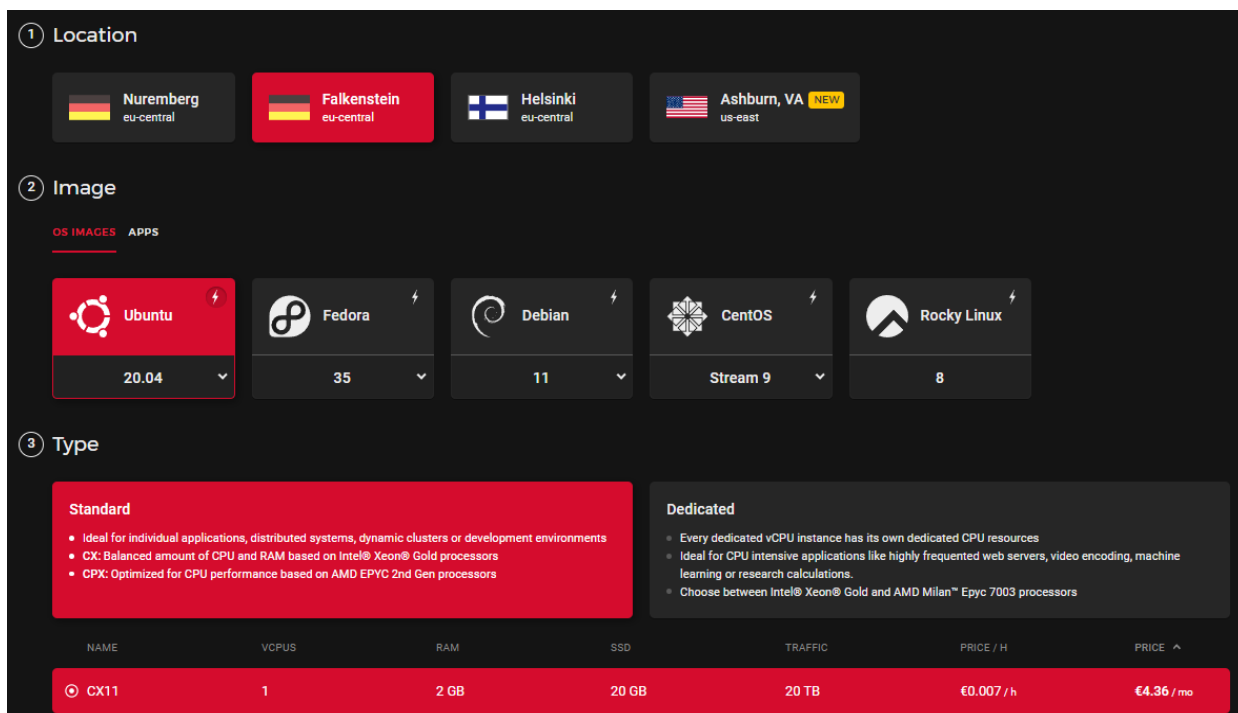 1 Location
Nuremberg
eu-central
Falkenstein
eu-central
Helsinki
eu-central
Ashburn, VA NEW
us-east
2 Image
OS IMAGES APPS
Ubuntu
20.04
Fedora
35
Debian
11
CentOS
Stream 9
Rocky Linux
8
3 Type
Standard
• Ideal for individual applications, distributed systems, dynamic clusters or development environments
• CX: Balanced amount of CPU and RAM based on Intel® Xeon® Gold processors
• CPX: Optimized for CPU performance based on AMD EPYC 2nd Gen processors
Dedicated
• Every dedicated vCPU instance has its own dedicated CPU resources
• Ideal for CPU intensive applications like highly frequented web servers, video encoding, machine
learning or research calculations.
• Choose between Intel® Xeon® Gold and AMD Milan™ Epyc 7003 processors
NAME VCPUS RAM SSD TRAFFIC PRICE / H PRICE
CX11 1 2 GB 20 GB 20 TB €0.007 / h €4.36 / mo